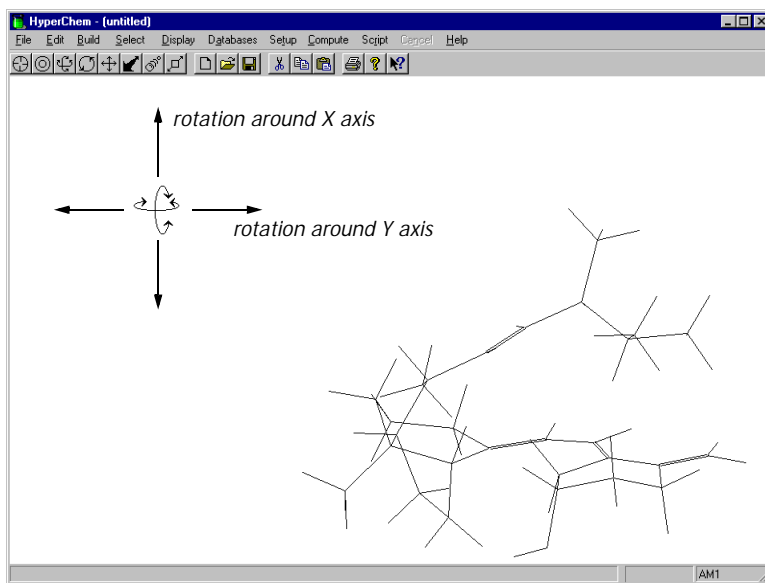 HyperChem - (untitled)
File Edit Build Select Display Databases Setup Compute Script Cancel Help
rotation around X axis
rotation around Y axis
AM1